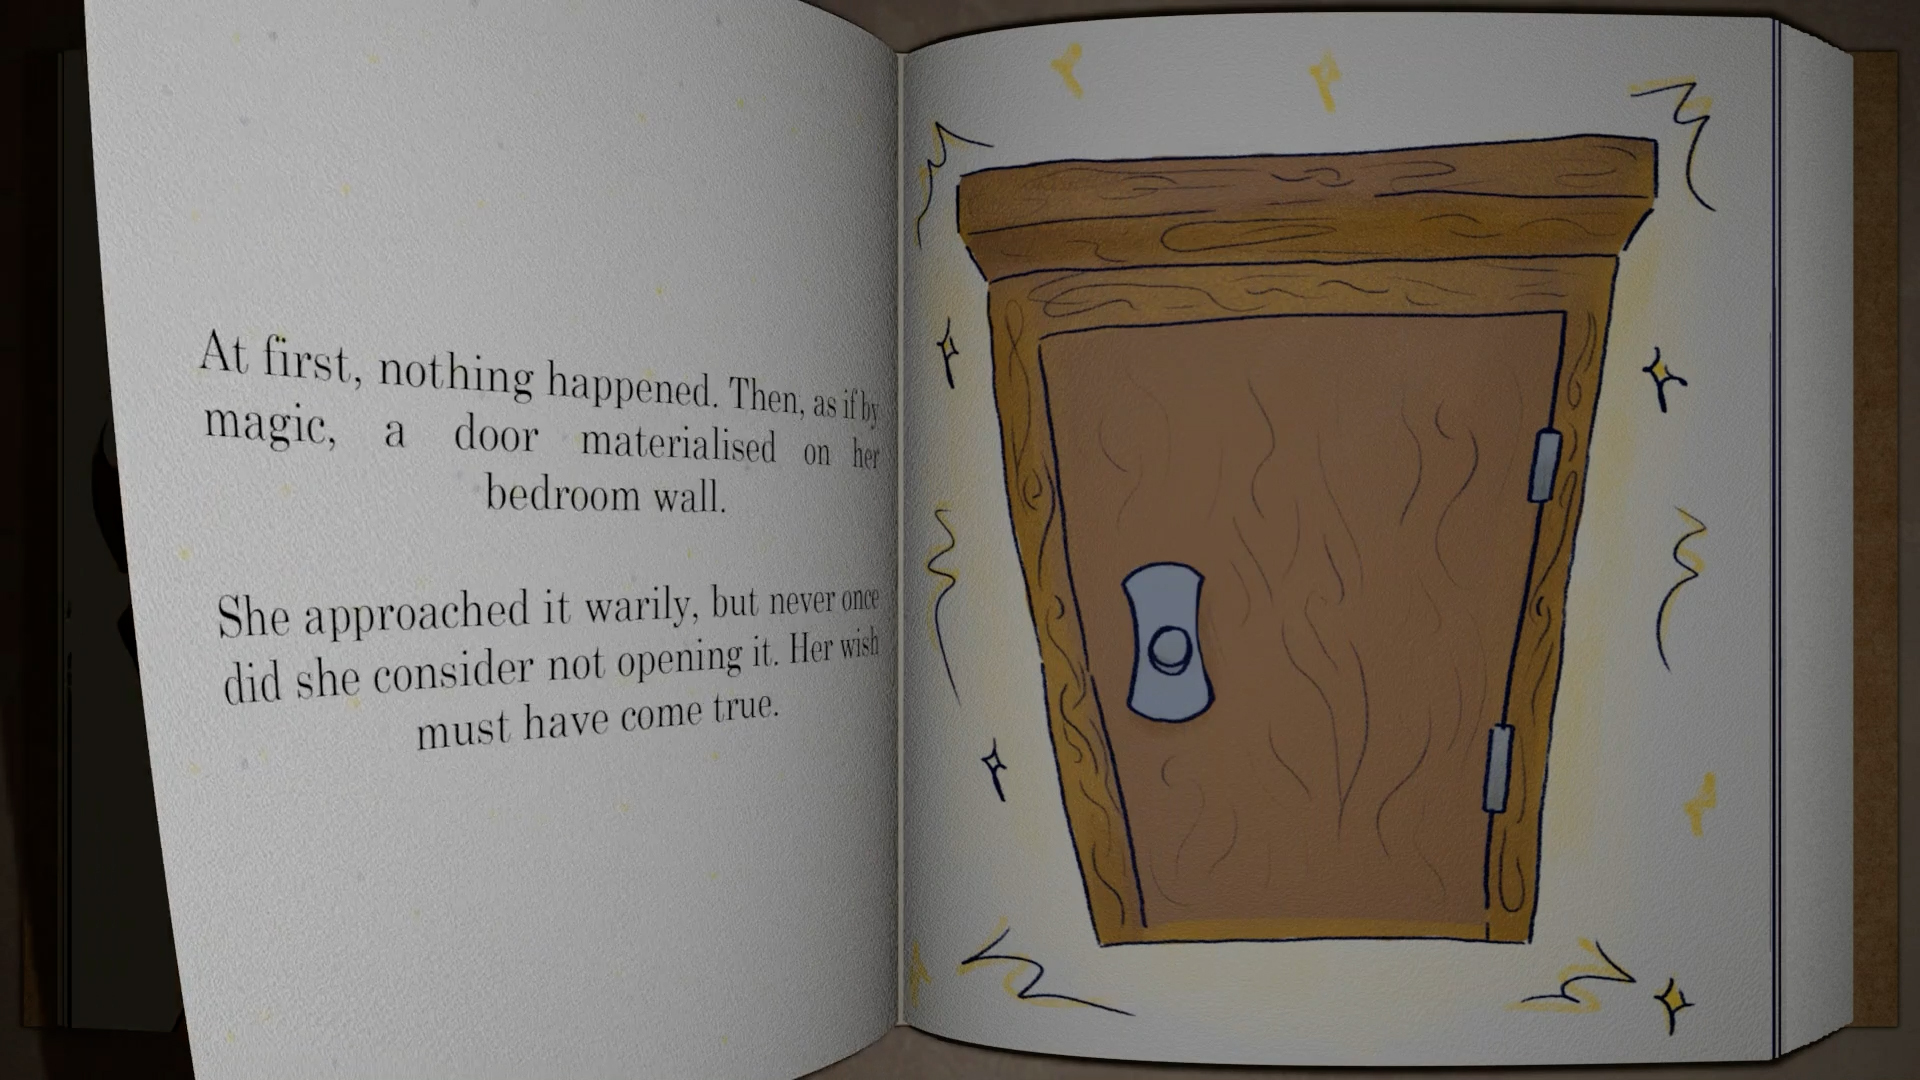 At first, nothing happened. Then, as if by
magic, a door materialised on her
bedroom wall.
She approached it warily, but never once
did she consider not opening it. Her wish
must have come true.